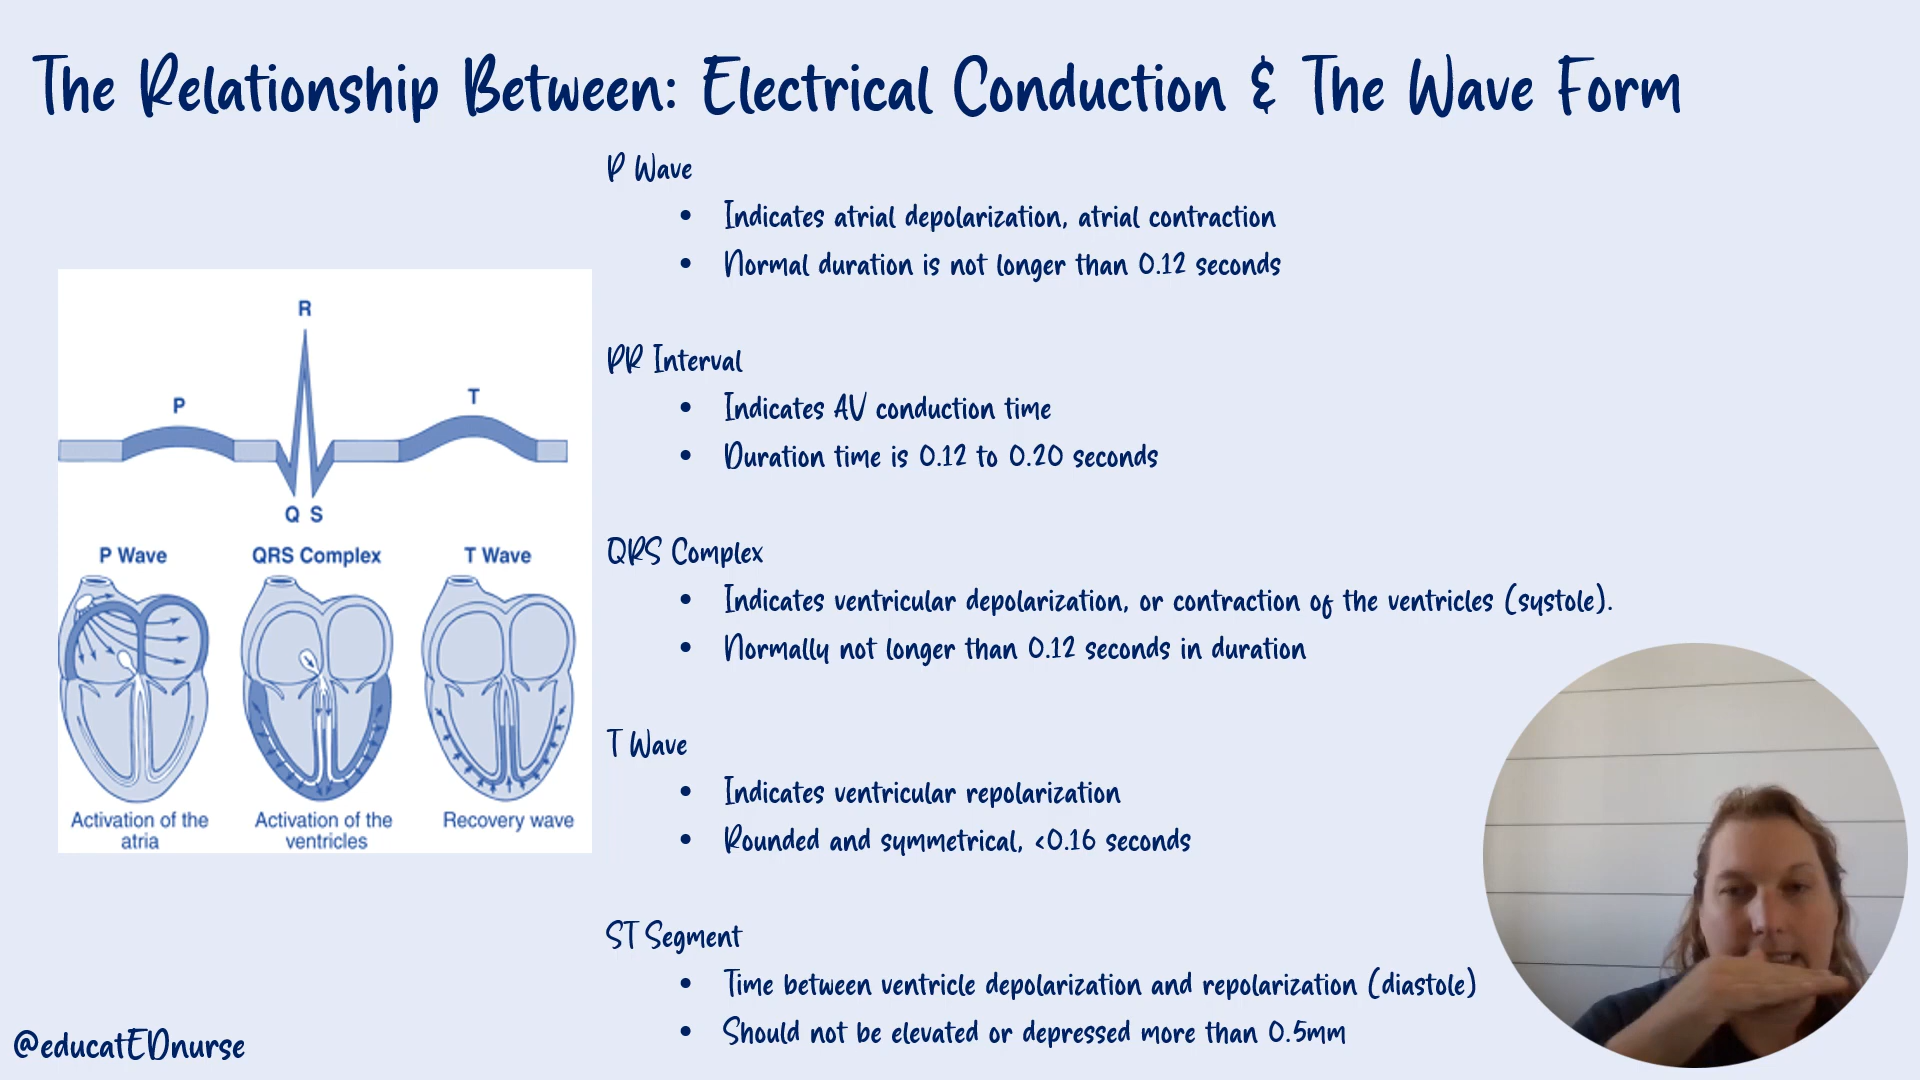 The Relationship Between: Electrical Conduction & The Wave Form
P Wave
• Indicates atrial depolarization, atrial contraction
• Normal duration is not longer than 0.12 seconds
PR Interval
• Indicates AV conduction time
• Duration time is 0.12 to 0.20 seconds
QRS Complex
• Indicates ventricular depolarization, or contraction of the ventricles (systole).
• Normally not longer than 0.12 seconds in duration
T Wave
• Indicates ventricular repolarization
• Rounded and symmetrical, <0.16 seconds
ST Segment
• Time between ventricle depolarization and repolarization (diastole)
• Should not be elevated or depressed more than 0.5mm
R
P
T
Q S
P Wave
QRS Complex
T Wave
Activation of the
atria
Activation of the
ventricles
Recovery wave
@educatEDnurse